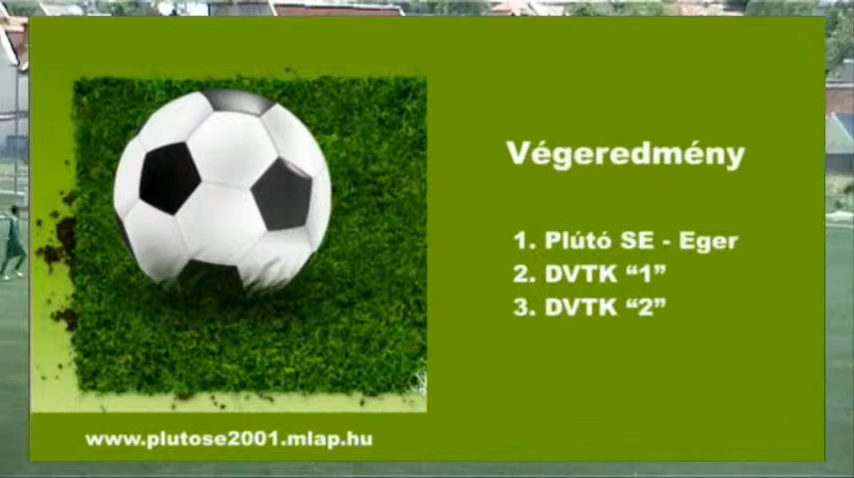 Végeredmény
1. Plútó SE - Eger
2. DVTK “1”
3. DVTK “2”
www.plutose2001.mlap.hu